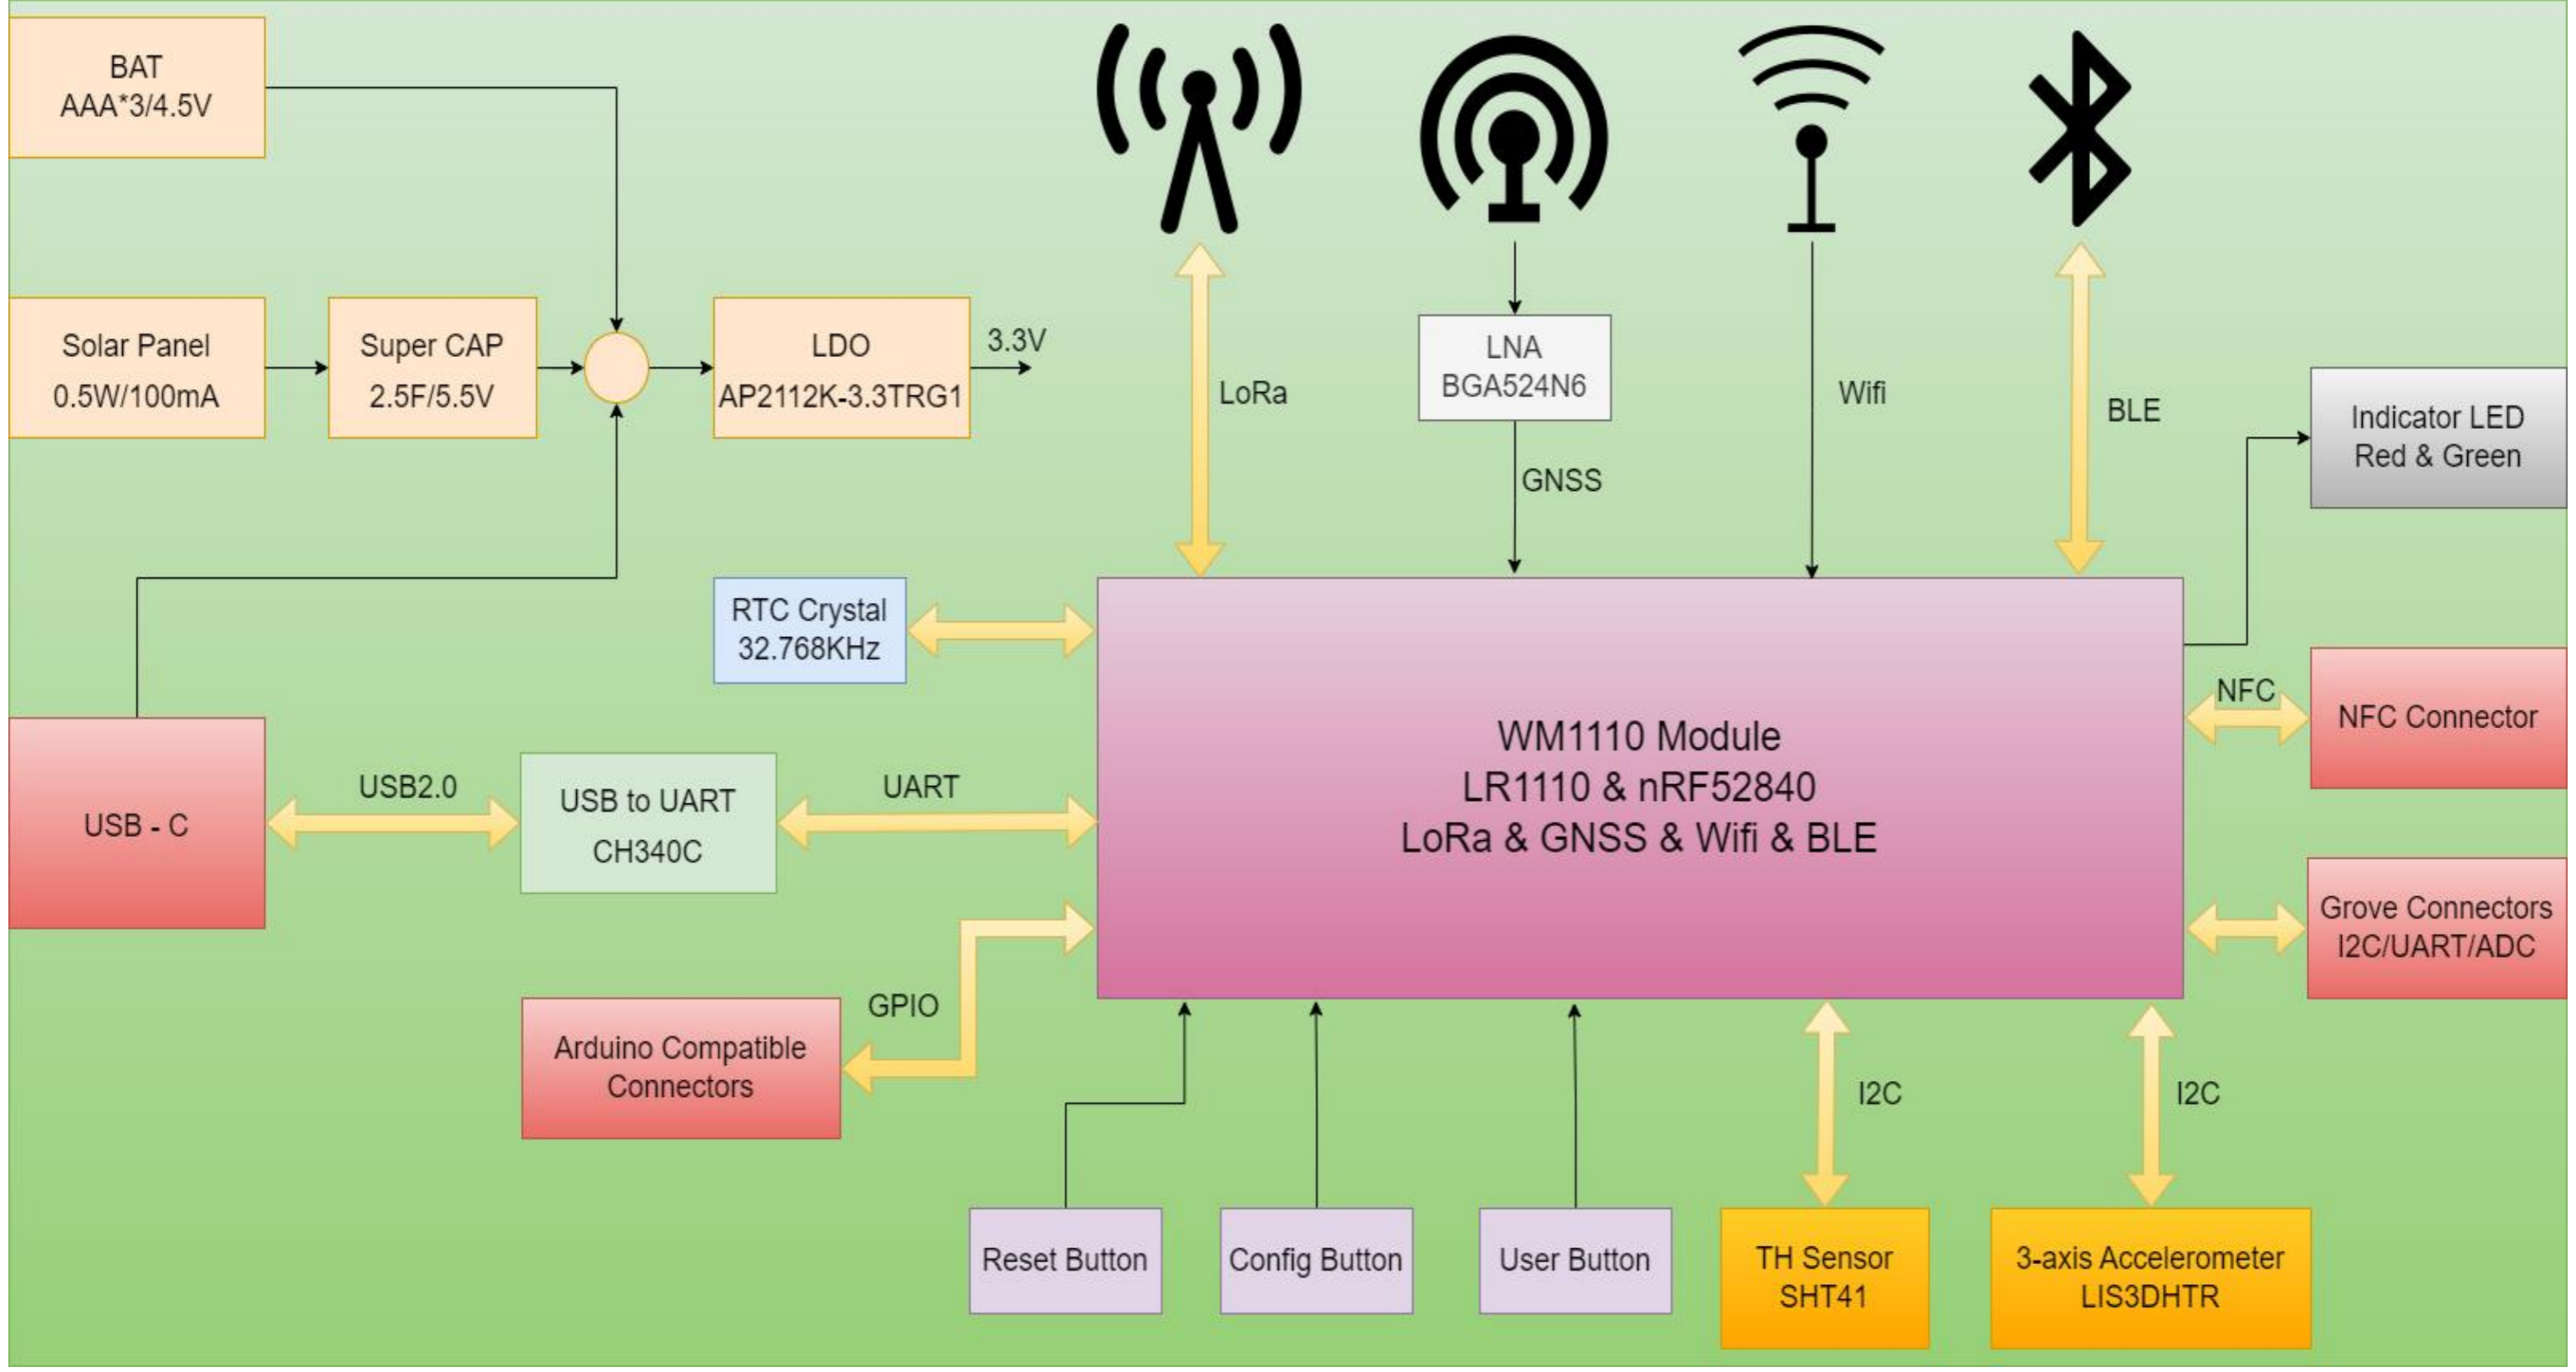 BAT
AAA*3/4.5V
Solar Panel
0.5W/100mA
Super CAP
2.5F/5.5V
LDO
AP2112K-3.3TRG1
3.3V
LoRa
LNA
BGA524N6
GNSS
Wifi
BLE
Indicator LED
Red & Green
RTC Crystal
32.768KHz
WM1110 Module
LR1110 & nRF52840
LoRa & GNSS & Wifi & BLE
NFC
NFC Connector
USB - C
USB2.0
USB to UART
CH340C
UART
Grove Connectors
I2C/UART/ADC
GPIO
Arduino Compatible
Connectors
I2C
I2C
Reset Button
Config Button
User Button
TH Sensor
SHT41
3-axis Accelerometer
LIS3DHTR